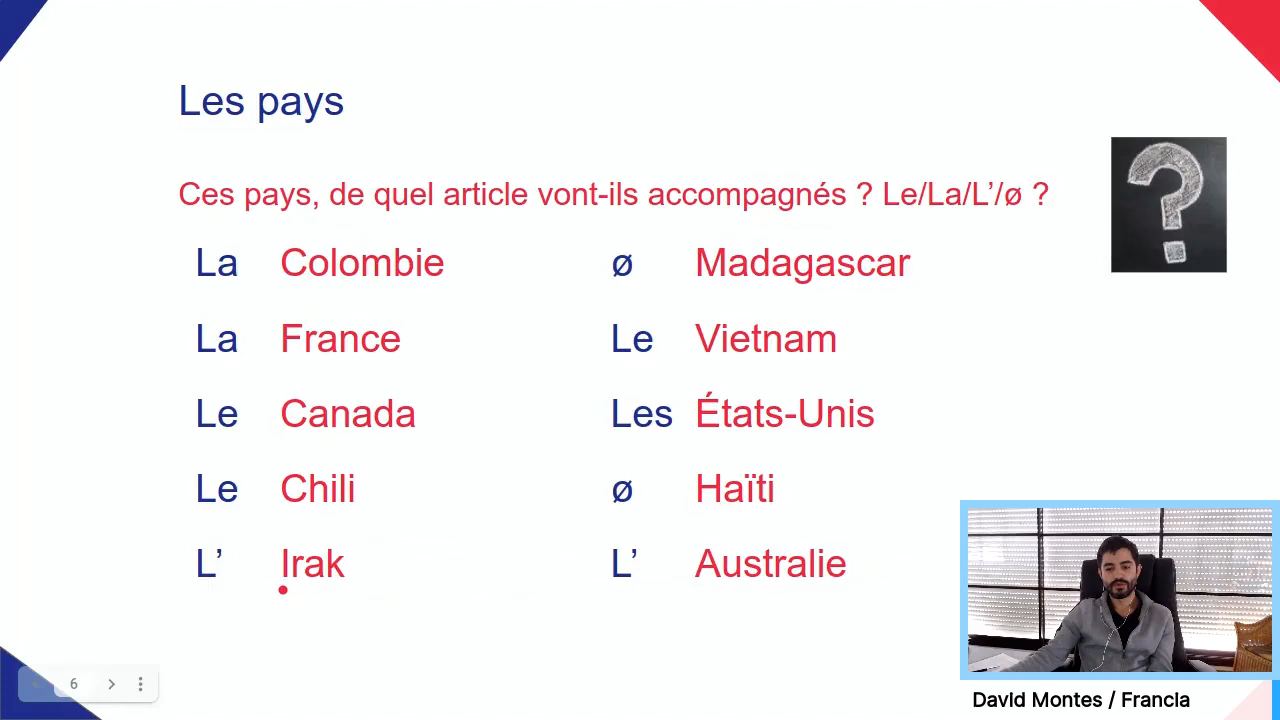 Les pays
Ces pays, de quel article vont-ils accompagnés ? Le/La/L’/ø ?
La Colombie
La France
Le Canada
Le Chili
L’ Irak
ø Madagascar
Le Vietnam
Les États-Unis
ø Haïti
L’ Australie
6
David Montes / Francia